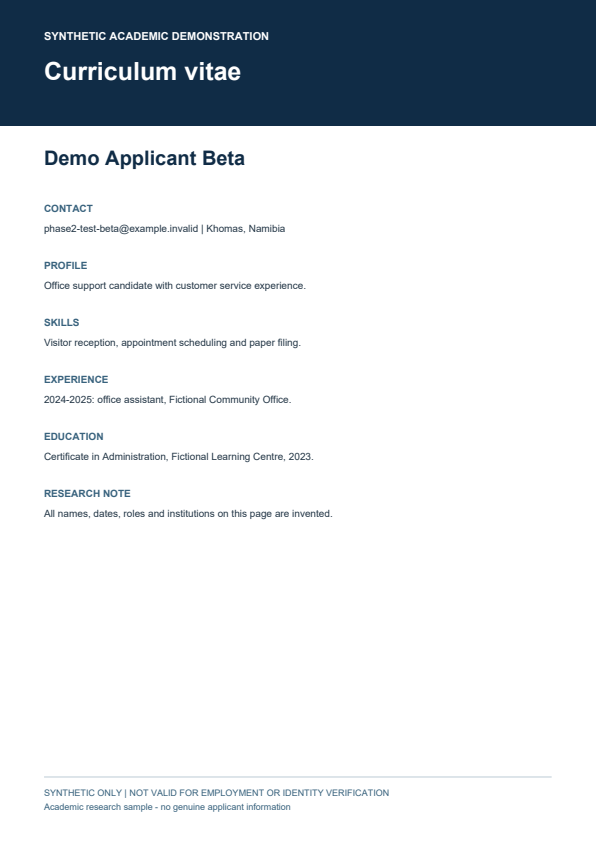 SYNTHETIC ACADEMIC DEMONSTRATION
Curriculum vitae
Demo Applicant Beta
CONTACT
phase2-test-beta@example.invalid | Khomas, Namibia
PROFILE
Office support candidate with customer service experience.
SKILLS
Visitor reception, appointment scheduling and paper filing.
EXPERIENCE
2024-2025: office assistant, Fictional Community Office.
EDUCATION
Certificate in Administration, Fictional Learning Centre, 2023.
RESEARCH NOTE
All names, dates, roles and institutions on this page are invented.
SYNTHETIC ONLY | NOT VALID FOR EMPLOYMENT OR IDENTITY VERIFICATION
Academic research sample - no genuine applicant information